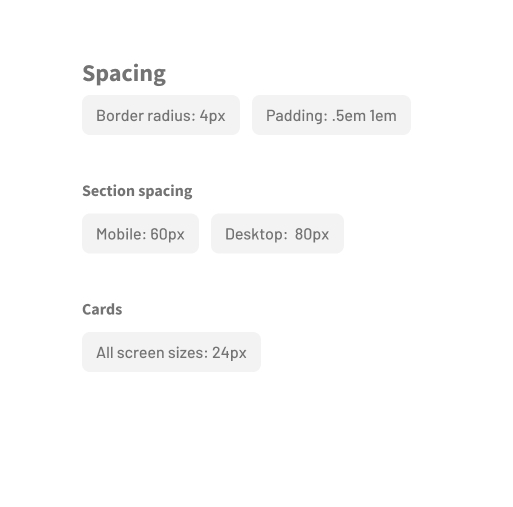 Spacing
Border radius: 4px Padding: .5em 1em
Section spacing
Mobile: 60px Desktop:  80px
Cards
All screen sizes: 24px